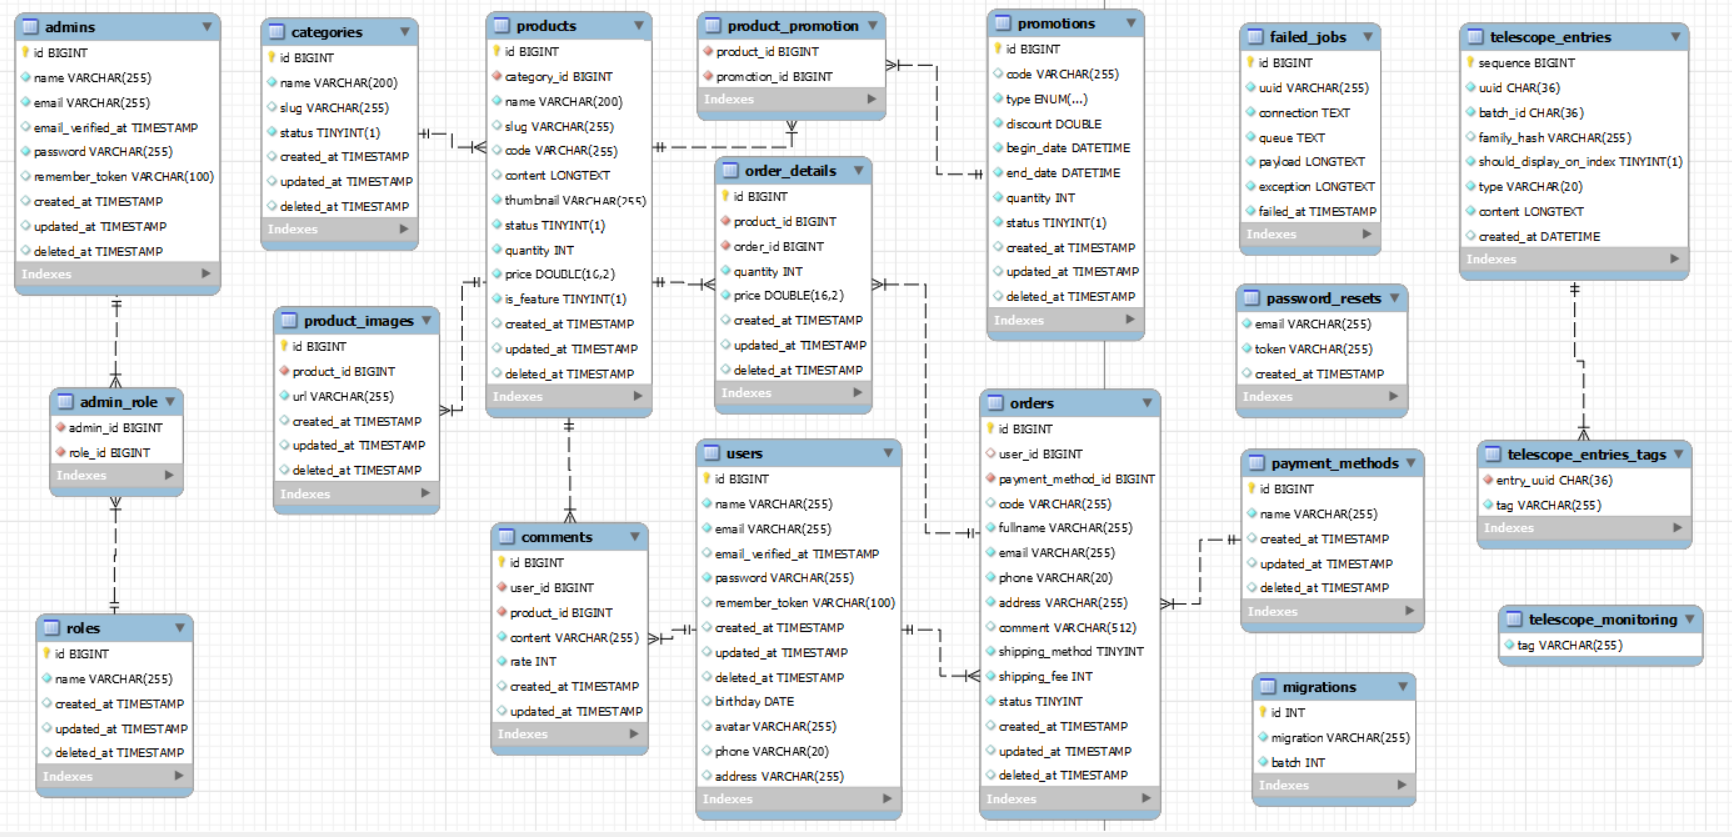 admins
id BIGINT
name VARCHAR(255)
email VARCHAR(255)
email_verified_at TIMESTAMP
password VARCHAR(255)
remember_token VARCHAR(100)
created_at TIMESTAMP
updated_at TIMESTAMP
deleted_at TIMESTAMP
Indexes
admin_role
admin_id BIGINT
role_id BIGINT
Indexes
roles
id BIGINT
name VARCHAR(255)
created_at TIMESTAMP
updated_at TIMESTAMP
deleted_at TIMESTAMP
Indexes
categories
id BIGINT
name VARCHAR(200)
slug VARCHAR(255)
status TINYINT(1)
created_at TIMESTAMP
updated_at TIMESTAMP
deleted_at TIMESTAMP
Indexes
product_images
id BIGINT
product_id BIGINT
url VARCHAR(255)
created_at TIMESTAMP
updated_at TIMESTAMP
deleted_at TIMESTAMP
Indexes
products
id BIGINT
category_id BIGINT
name VARCHAR(200)
slug VARCHAR(255)
code VARCHAR(255)
content LONGTEXT
thumbnail VARCHAR(255)
status TINYINT(1)
quantity INT
price DOUBLE(16,2)
is_feature TINYINT(1)
created_at TIMESTAMP
updated_at TIMESTAMP
deleted_at TIMESTAMP
Indexes
comments
id BIGINT
user_id BIGINT
product_id BIGINT
content VARCHAR(255)
rate INT
created_at TIMESTAMP
updated_at TIMESTAMP
Indexes
product_promotion
product_id BIGINT
promotion_id BIGINT
Indexes
order_details
id BIGINT
product_id BIGINT
order_id BIGINT
quantity INT
price DOUBLE(16,2)
created_at TIMESTAMP
updated_at TIMESTAMP
deleted_at TIMESTAMP
Indexes
users
id BIGINT
name VARCHAR(255)
email VARCHAR(255)
email_verified_at TIMESTAMP
password VARCHAR(255)
remember_token VARCHAR(100)
created_at TIMESTAMP
updated_at TIMESTAMP
deleted_at TIMESTAMP
birthday DATE
avatar VARCHAR(255)
phone VARCHAR(20)
address VARCHAR(255)
Indexes
promotions
id BIGINT
code VARCHAR(255)
type ENUM(...)
discount DOUBLE
begin_date DATETIME
end_date DATETIME
quantity INT
status TINYINT(1)
created_at TIMESTAMP
updated_at TIMESTAMP
deleted_at TIMESTAMP
Indexes
orders
id BIGINT
user_id BIGINT
payment_method_id BIGINT
code VARCHAR(255)
fullname VARCHAR(255)
email VARCHAR(255)
phone VARCHAR(20)
address VARCHAR(255)
comment VARCHAR(512)
shipping_method TINYINT
shipping_fee INT
status TINYINT
created_at TIMESTAMP
updated_at TIMESTAMP
deleted_at TIMESTAMP
Indexes
failed_jobs
id BIGINT
uuid VARCHAR(255)
connection TEXT
queue TEXT
payload LONGTEXT
exception LONGTEXT
failed_at TIMESTAMP
Indexes
password_resets
email VARCHAR(255)
token VARCHAR(255)
created_at TIMESTAMP
Indexes
payment_methods
id BIGINT
name VARCHAR(255)
created_at TIMESTAMP
updated_at TIMESTAMP
deleted_at TIMESTAMP
Indexes
migrations
id INT
migration VARCHAR(255)
batch INT
Indexes
telescope_entries
sequence BIGINT
uuid CHAR(36)
batch_id CHAR(36)
family_hash VARCHAR(255)
should_display_on_index TINYINT(1)
type VARCHAR(20)
content LONGTEXT
created_at DATETIME
Indexes
telescope_entries_tags
entry_uuid CHAR(36)
tag VARCHAR(255)
Indexes
telescope_monitoring
tag VARCHAR(255)